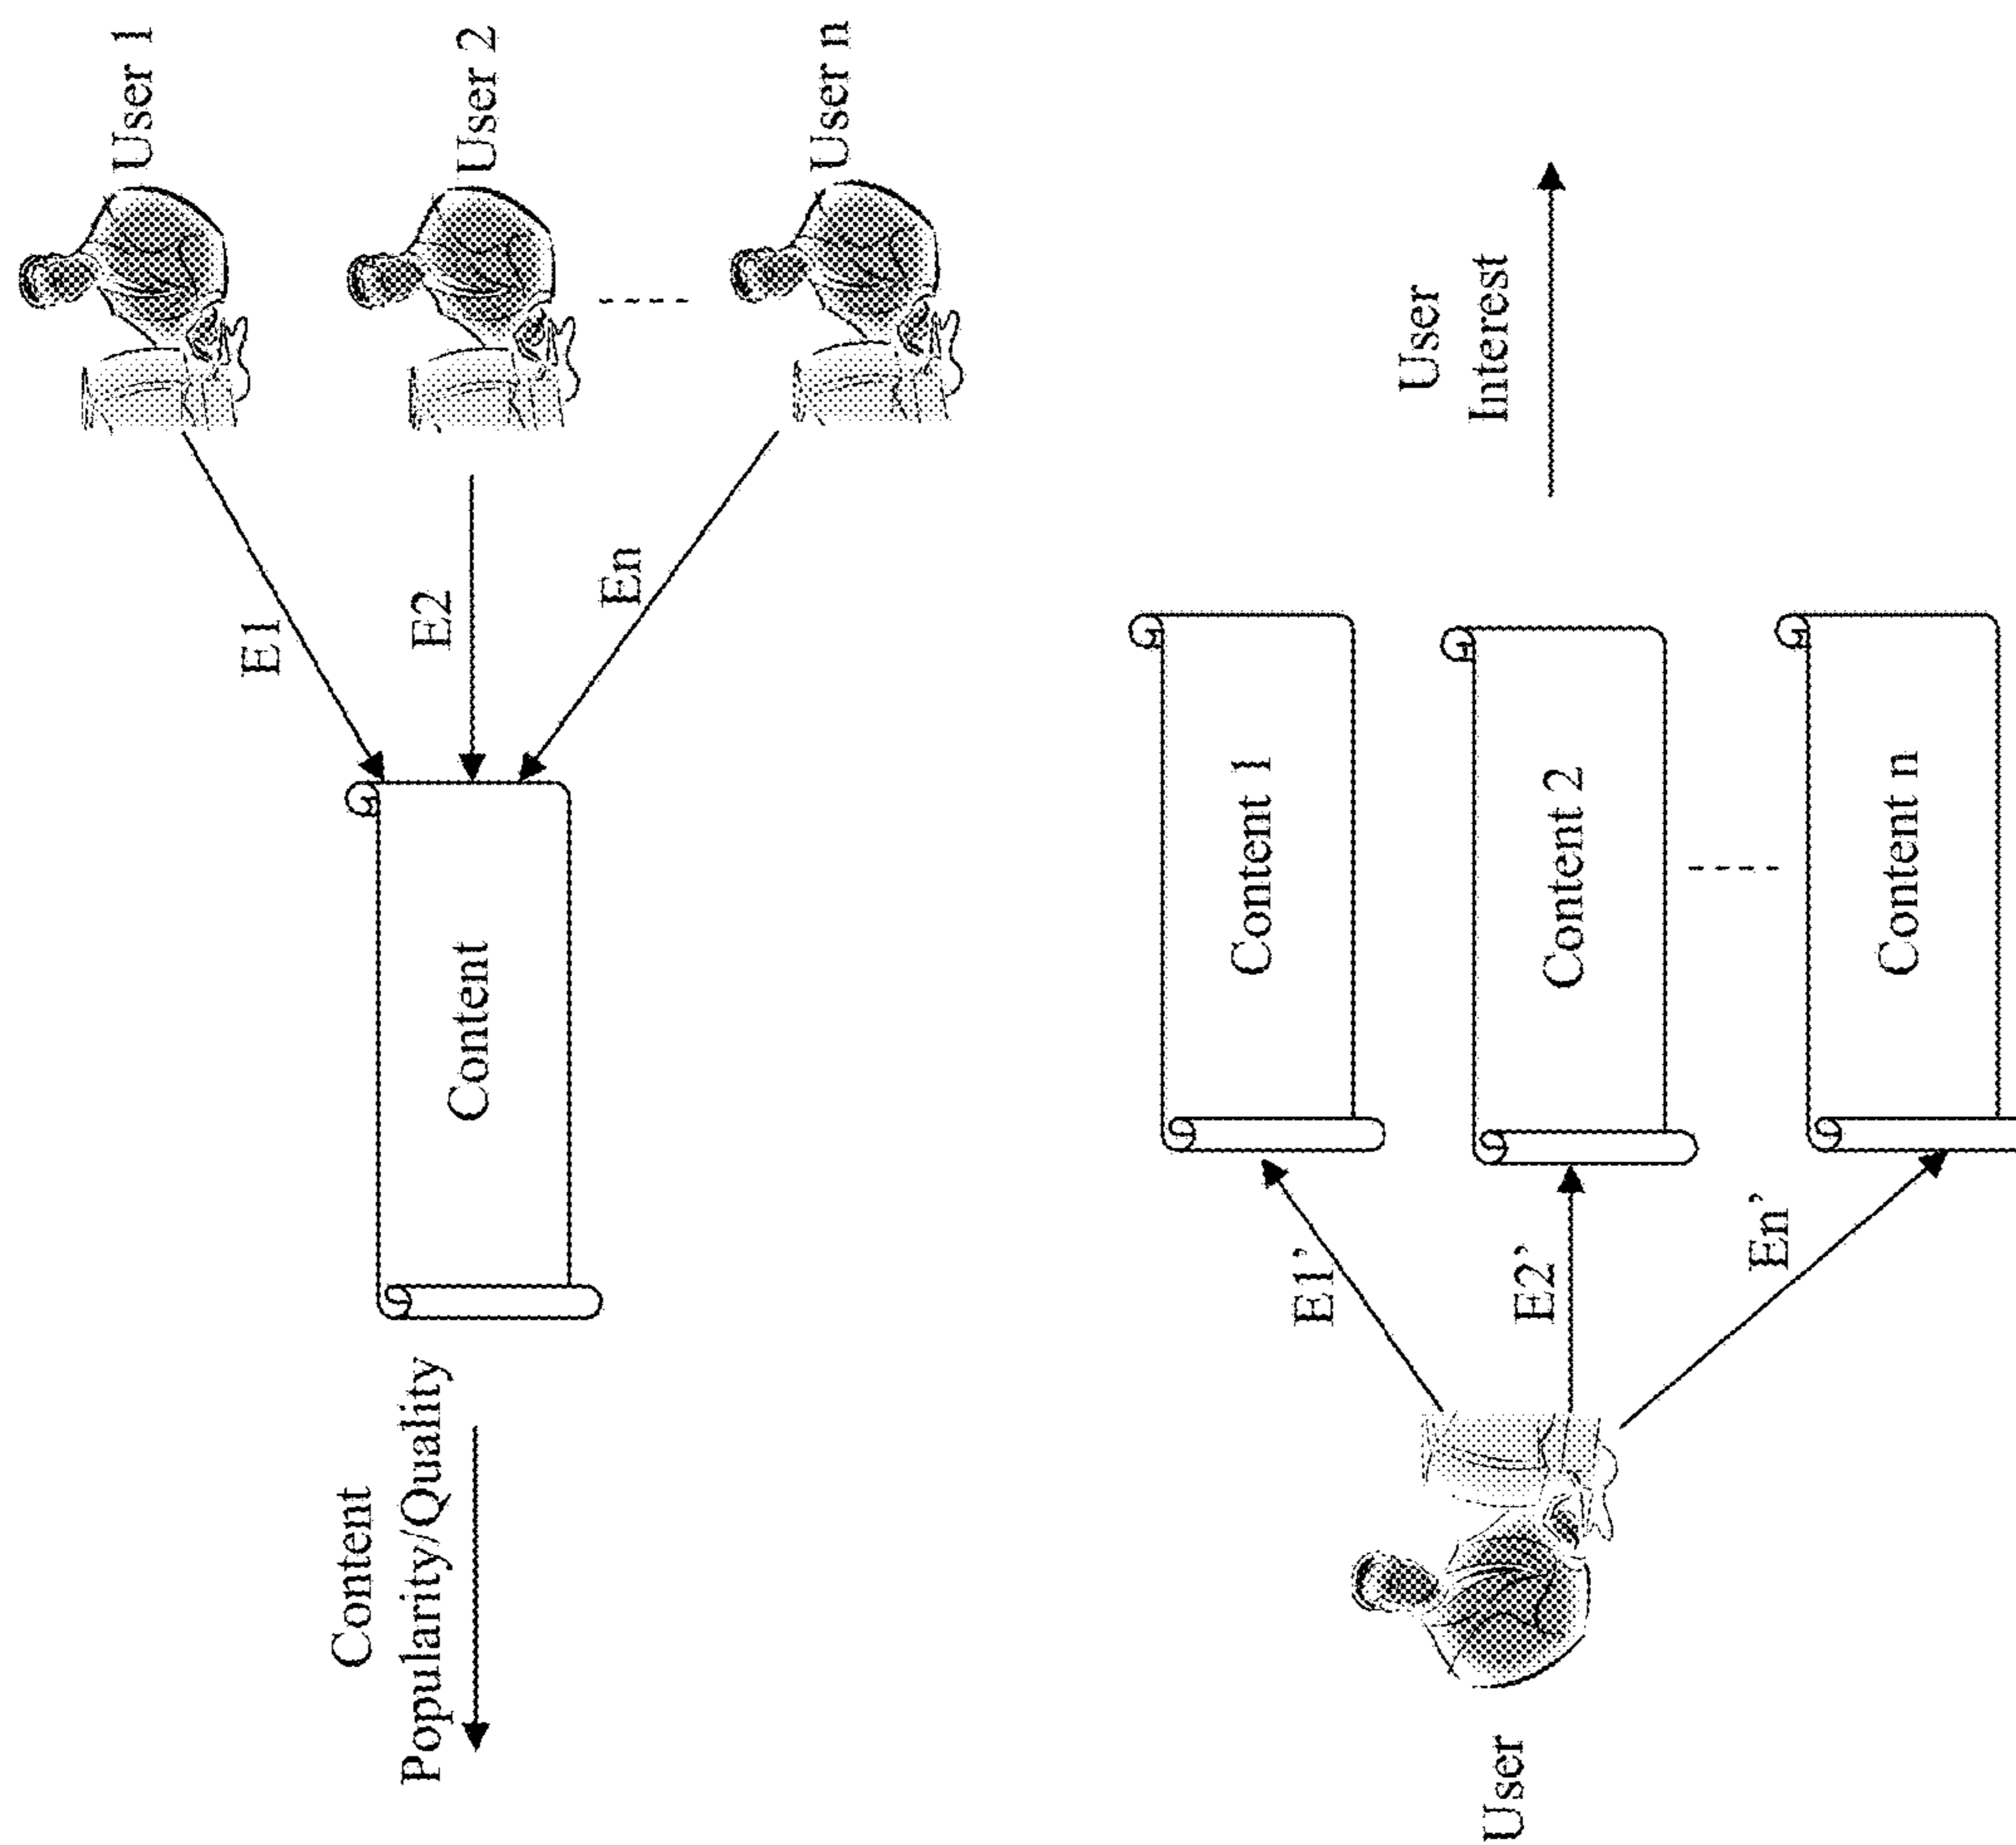 User 1
User 2
User n
E1
E2
En
Content
Content
Popularity/Quality
User
Interest
Content 1
Content 2
Content n
E1’
E2’
En’
User